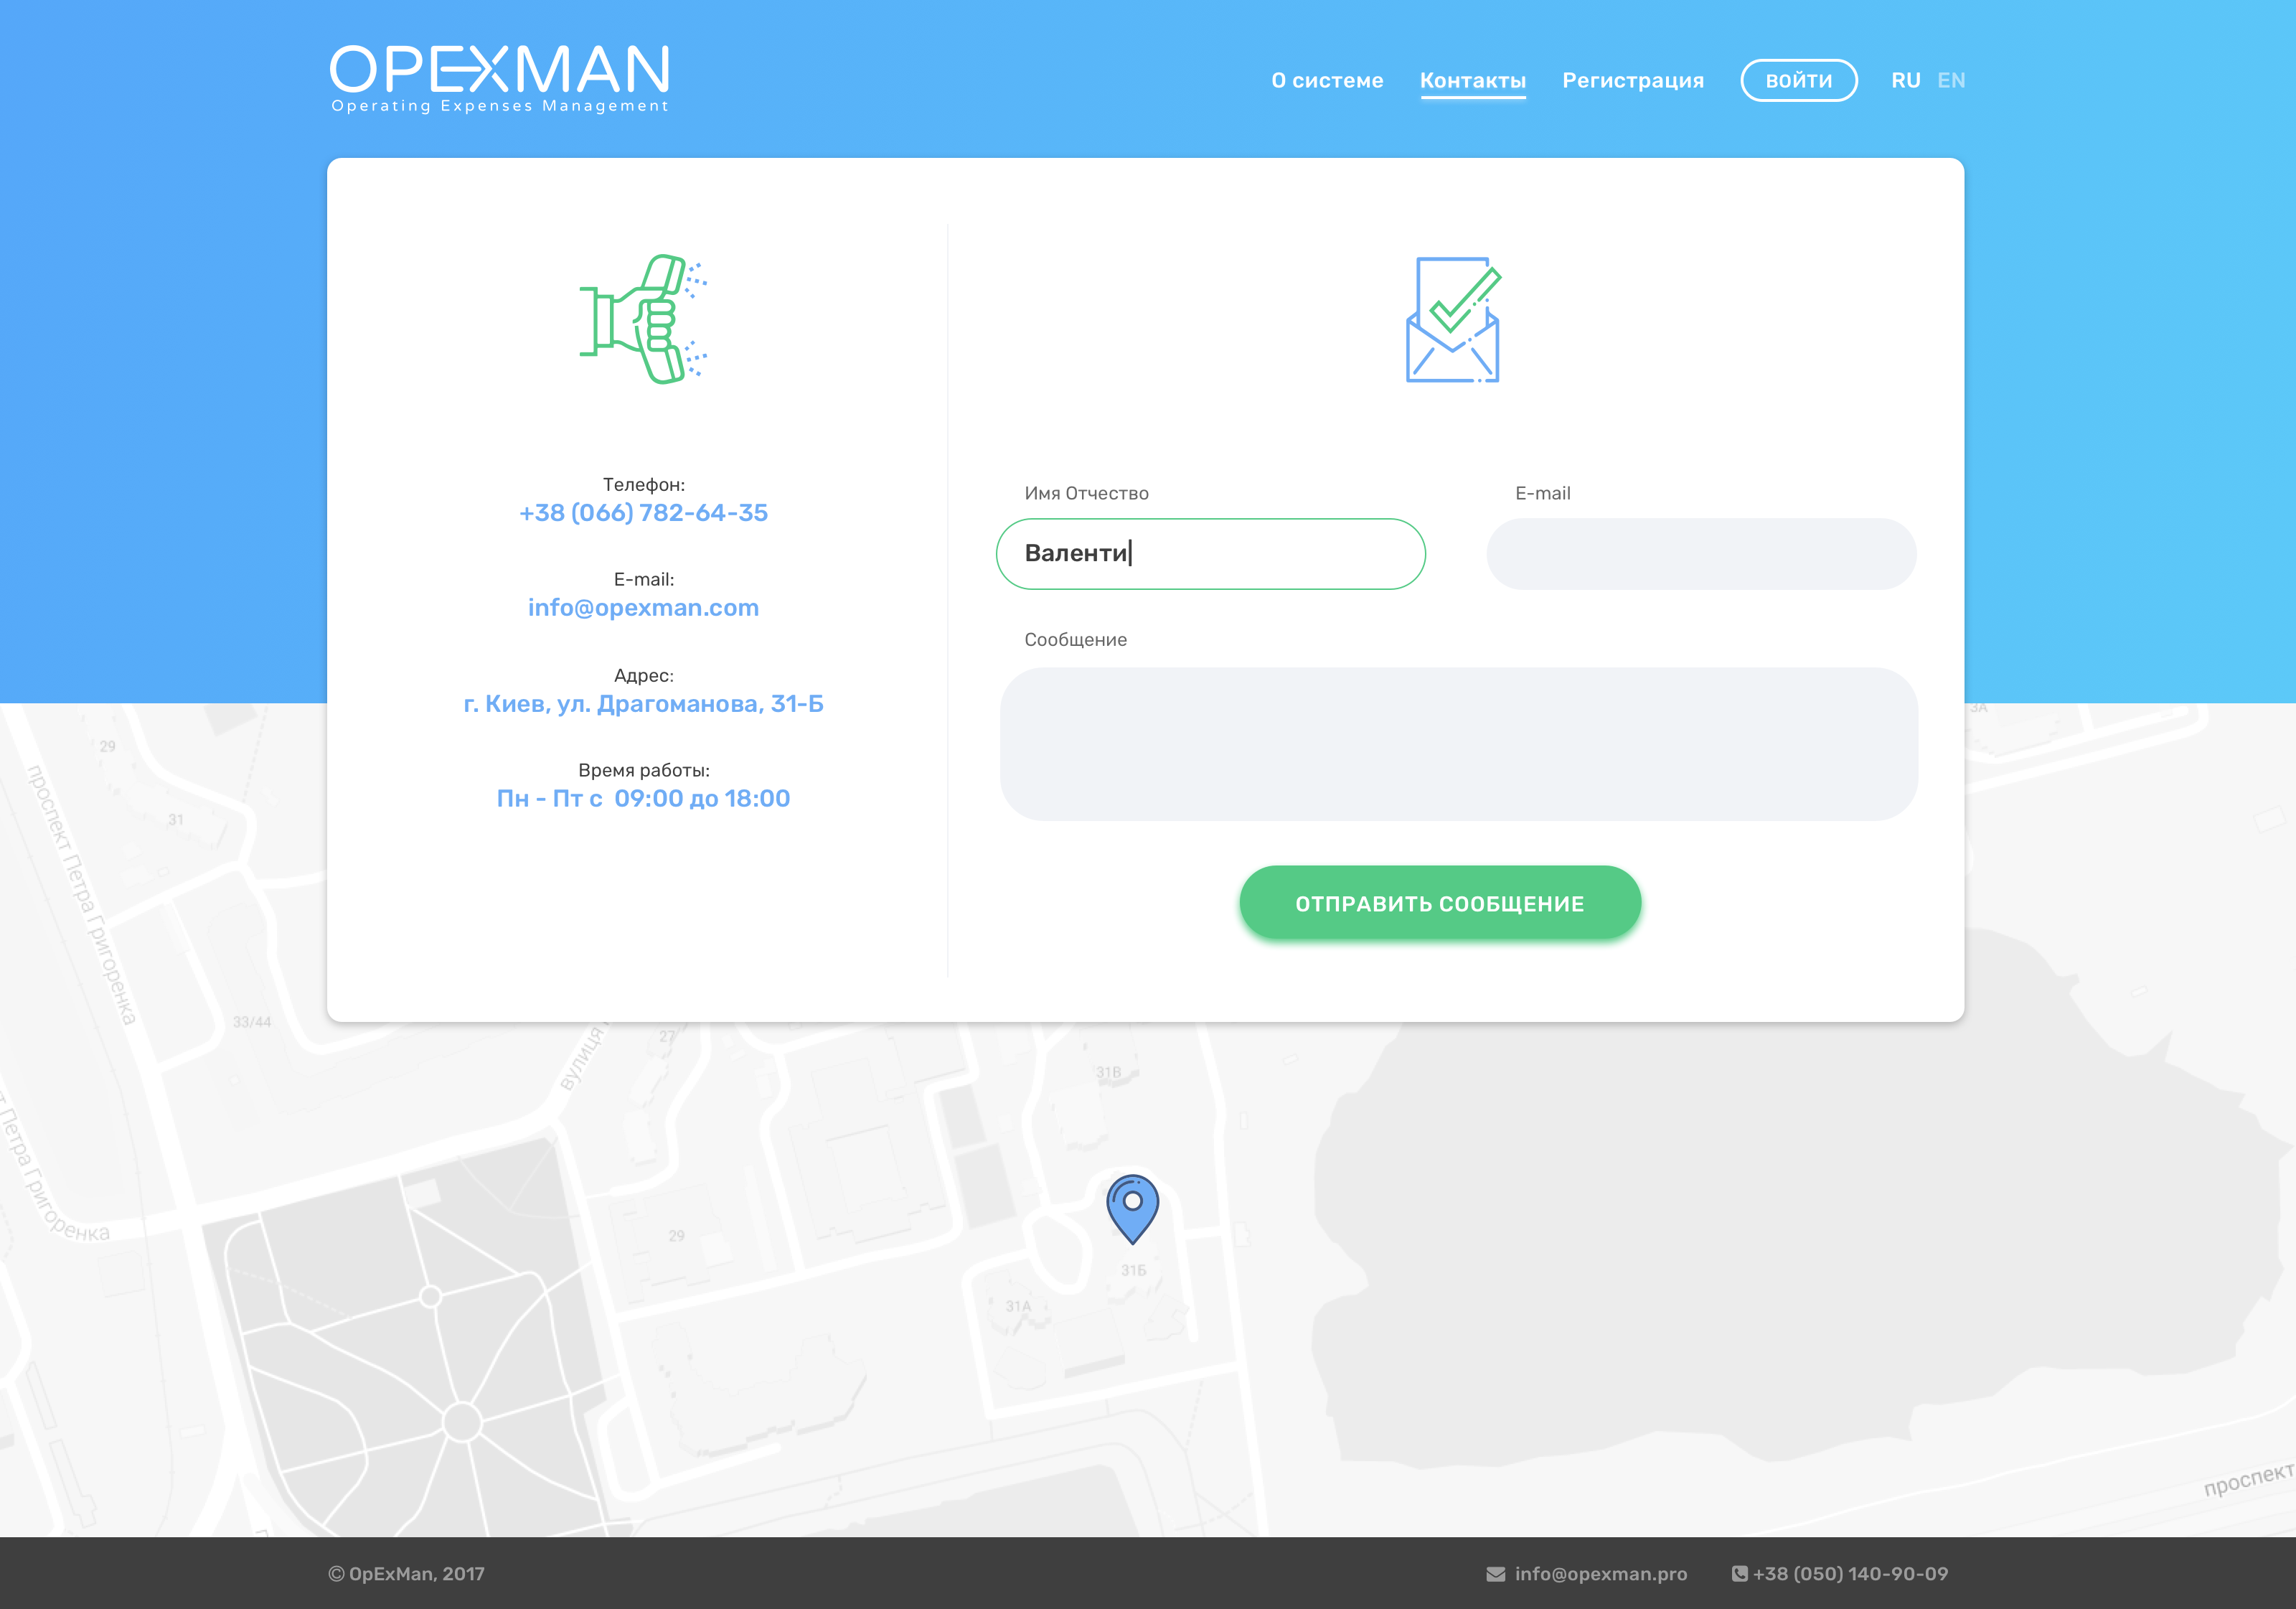 OPEXMAN
Operating Expenses Management
О системе Контакты Регистрация ВОЙТИ RU EN
Телефон:
+38 (066) 782-64-35
E-mail:
info@opexman.com
Адрес:
г. Киев, ул. Драгоманова, 31-Б
Время работы:
Пн - Пт с 09:00 до 18:00
Имя Отчество
Валенти
E-mail
Сообщение
ОТПРАВИТЬ СООБЩЕНИЕ
3А
29
31
проспект Петра Григоренка
33/44
27/
вулиця
31В
Петра Григоренка
29
31Б
31А
проспект
© OpExMan, 2017
info@opexman.pro
+38 (050) 140-90-09